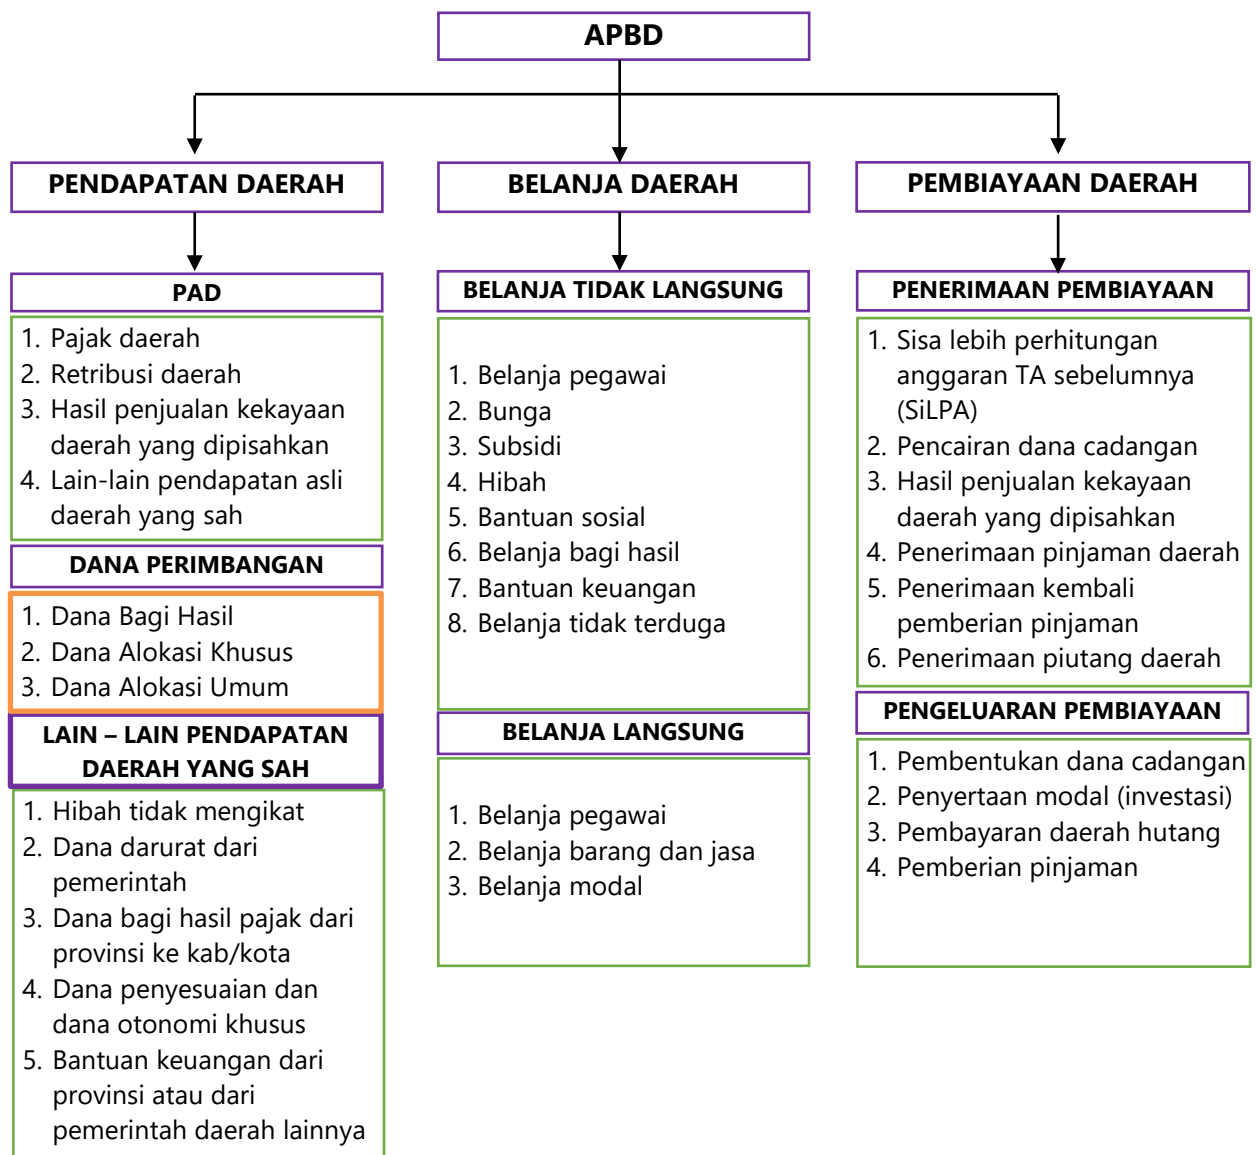 APBD
PENDAPATAN DAERAH
PAD
1. Pajak daerah
2. Retribusi daerah
3. Hasil penjualan kekayaan
daerah yang dipisahkan
4. Lain-lain pendapatan asli
daerah yang sah
DANA PERIMBANGAN
1. Dana Bagi Hasil
2. Dana Alokasi Khusus
3. Dana Alokasi Umum
LAIN – LAIN PENDAPATAN
DAERAH YANG SAH
1. Hibah tidak mengikat
2. Dana darurat dari
pemerintah
3. Dana bagi hasil pajak dari
provinsi ke kab/kota
4. Dana penyesuaian dan
dana otonomi khusus
5. Bantuan keuangan dari
provinsi atau dari
pemerintah daerah lainnya
BELANJA DAERAH
BELANJA TIDAK LANGSUNG
1. Belanja pegawai
2. Bunga
3. Subsidi
4. Hibah
5. Bantuan sosial
6. Belanja bagi hasil
7. Bantuan keuangan
8. Belanja tidak terduga
BELANJA LANGSUNG
1. Belanja pegawai
2. Belanja barang dan jasa
3. Belanja modal
PEMBIAYAAN DAERAH
PENERIMAAN PEMBIAYAAN
1. Sisa lebih perhitungan
anggaran TA sebelumnya
(SiLPA)
2. Pencairan dana cadangan
3. Hasil penjualan kekayaan
daerah yang dipisahkan
4. Penerimaan pinjaman daerah
5. Penerimaan kembali
pemberian pinjaman
6. Penerimaan piutang daerah
PENGELUARAN PEMBIAYAAN
1. Pembentukan dana cadangan
2. Penyertaan modal (investasi)
3. Pembayaran daerah hutang
4. Pemberian pinjaman